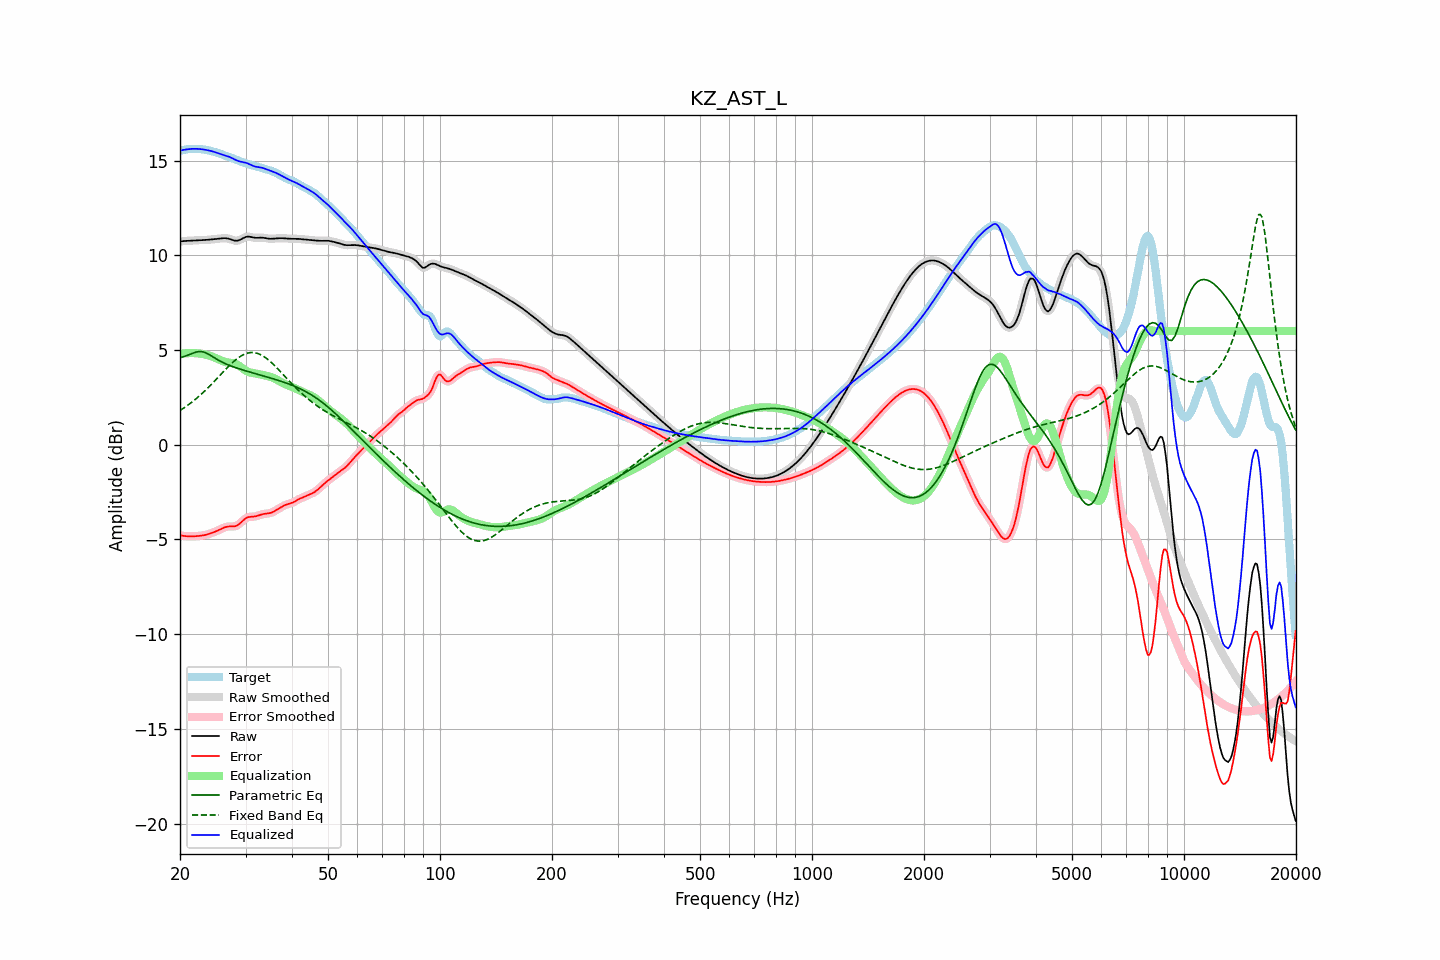 KZ_AST_L
Amplitude (dBr)
15
10
5
0
−5
−10
−15
−20
Target
Raw Smoothed
Error Smoothed
Raw
Error
Equalization
Parametric Eq
Fixed Band Eq
Equalized
20 50 100 200 500 1000 2000 5000 10000 20000
Frequency (Hz)